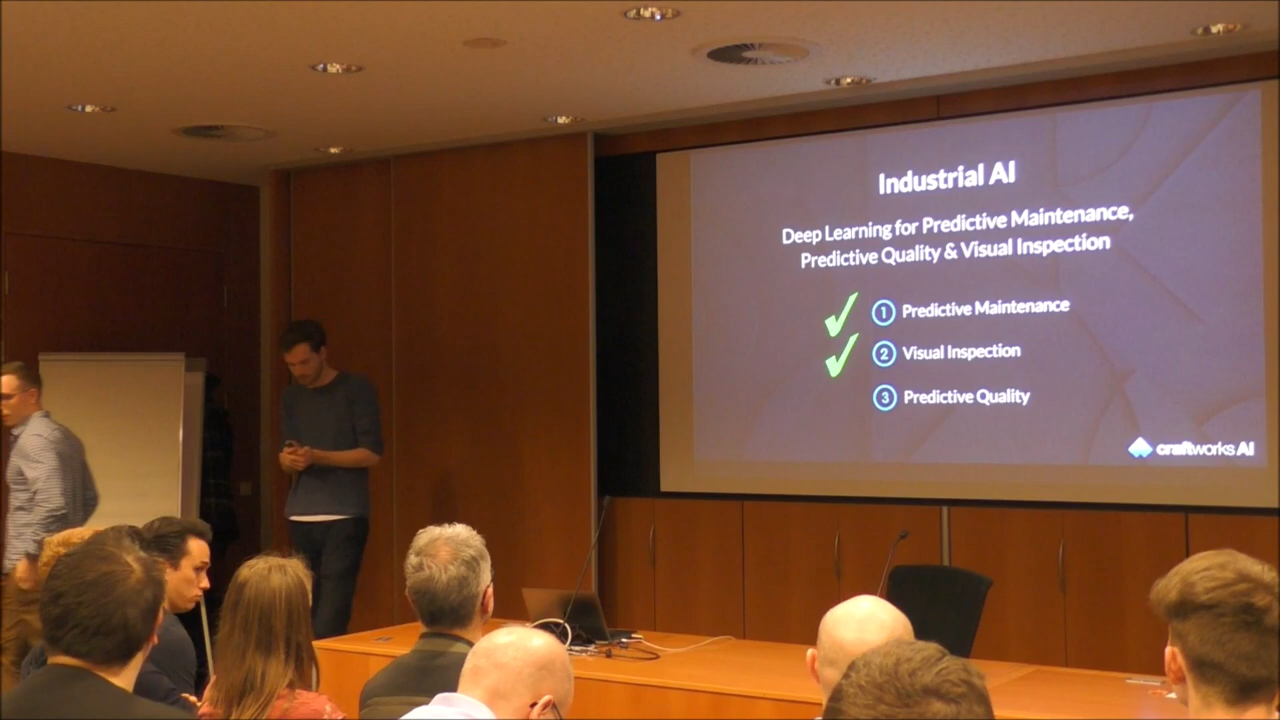 Industrial AI
Deep Learning for Predictive Maintenance,
Predictive Quality & Visual Inspection
1 Predictive Maintenance
2 Visual Inspection
3 Predictive Quality
craftworks AI